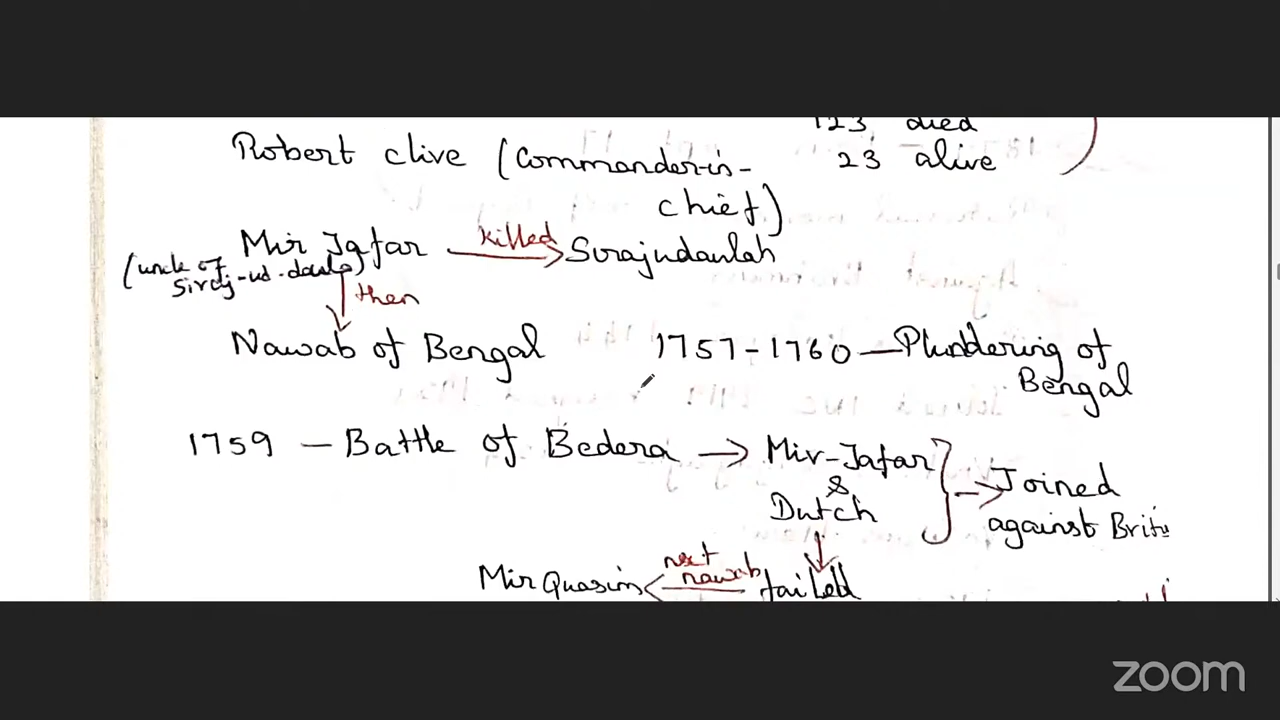 123 died
Robert clive (Commander-in-
23 alive
chief)
Mir Jafar killed Sirajudaulah
(uncle of
Siraj-ud-daula)
then
Nawab of Bengal 1757-1760 — Plundering of
Bengal
1759 — Battle of Bedera → Mir-Jafar
&
Dutch
Joined
against Briti
next
Mir Quasim nawab failed
zoom